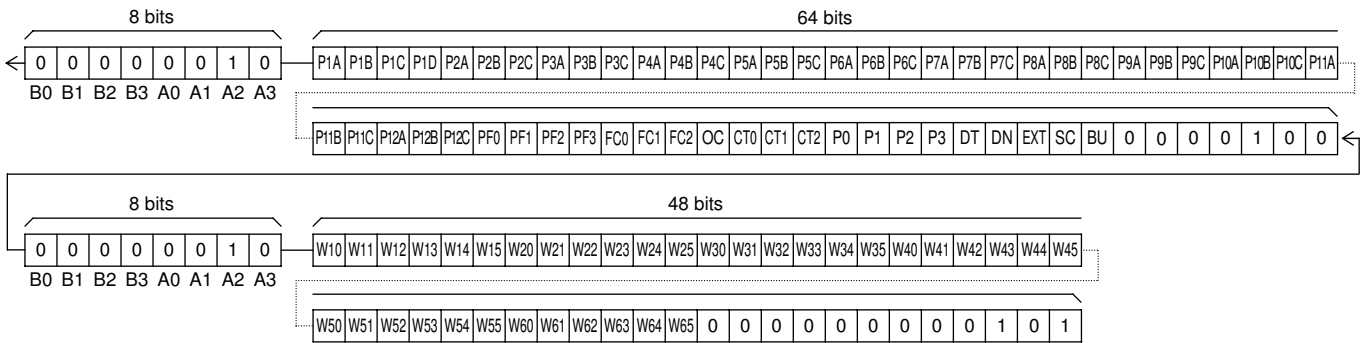 8 bits 64 bits
0 0 0 0 0 0 1 0 P1A P1B P1C P1D P2A P2B P2C P3A P3B P3C P4A P4B P4C P5A P5B P5C P6A P6B P6C P7A P7B P7C P8A P8B P8C P9A P9B P9C P10A P10B P10C P11A
B0 B1 B2 B3 A0 A1 A2 A3
P11B P11C P12A P12B P12C PF0 PF1 PF2 PF3 FC0 FC1 FC2 OC CT0 CT1 CT2 P0 P1 P2 P3 DT DN EXT SC BU 0 0 0 0 1 0 0
8 bits 48 bits
0 0 0 0 0 0 1 0 W10 W11 W12 W13 W14 W15 W20 W21 W22 W23 W24 W25 W30 W31 W32 W33 W34 W35 W40 W41 W42 W43 W44 W45
B0 B1 B2 B3 A0 A1 A2 A3
W50 W51 W52 W53 W54 W55 W60 W61 W62 W63 W64 W65 0 0 0 0 0 0 0 0 0 1 0 1